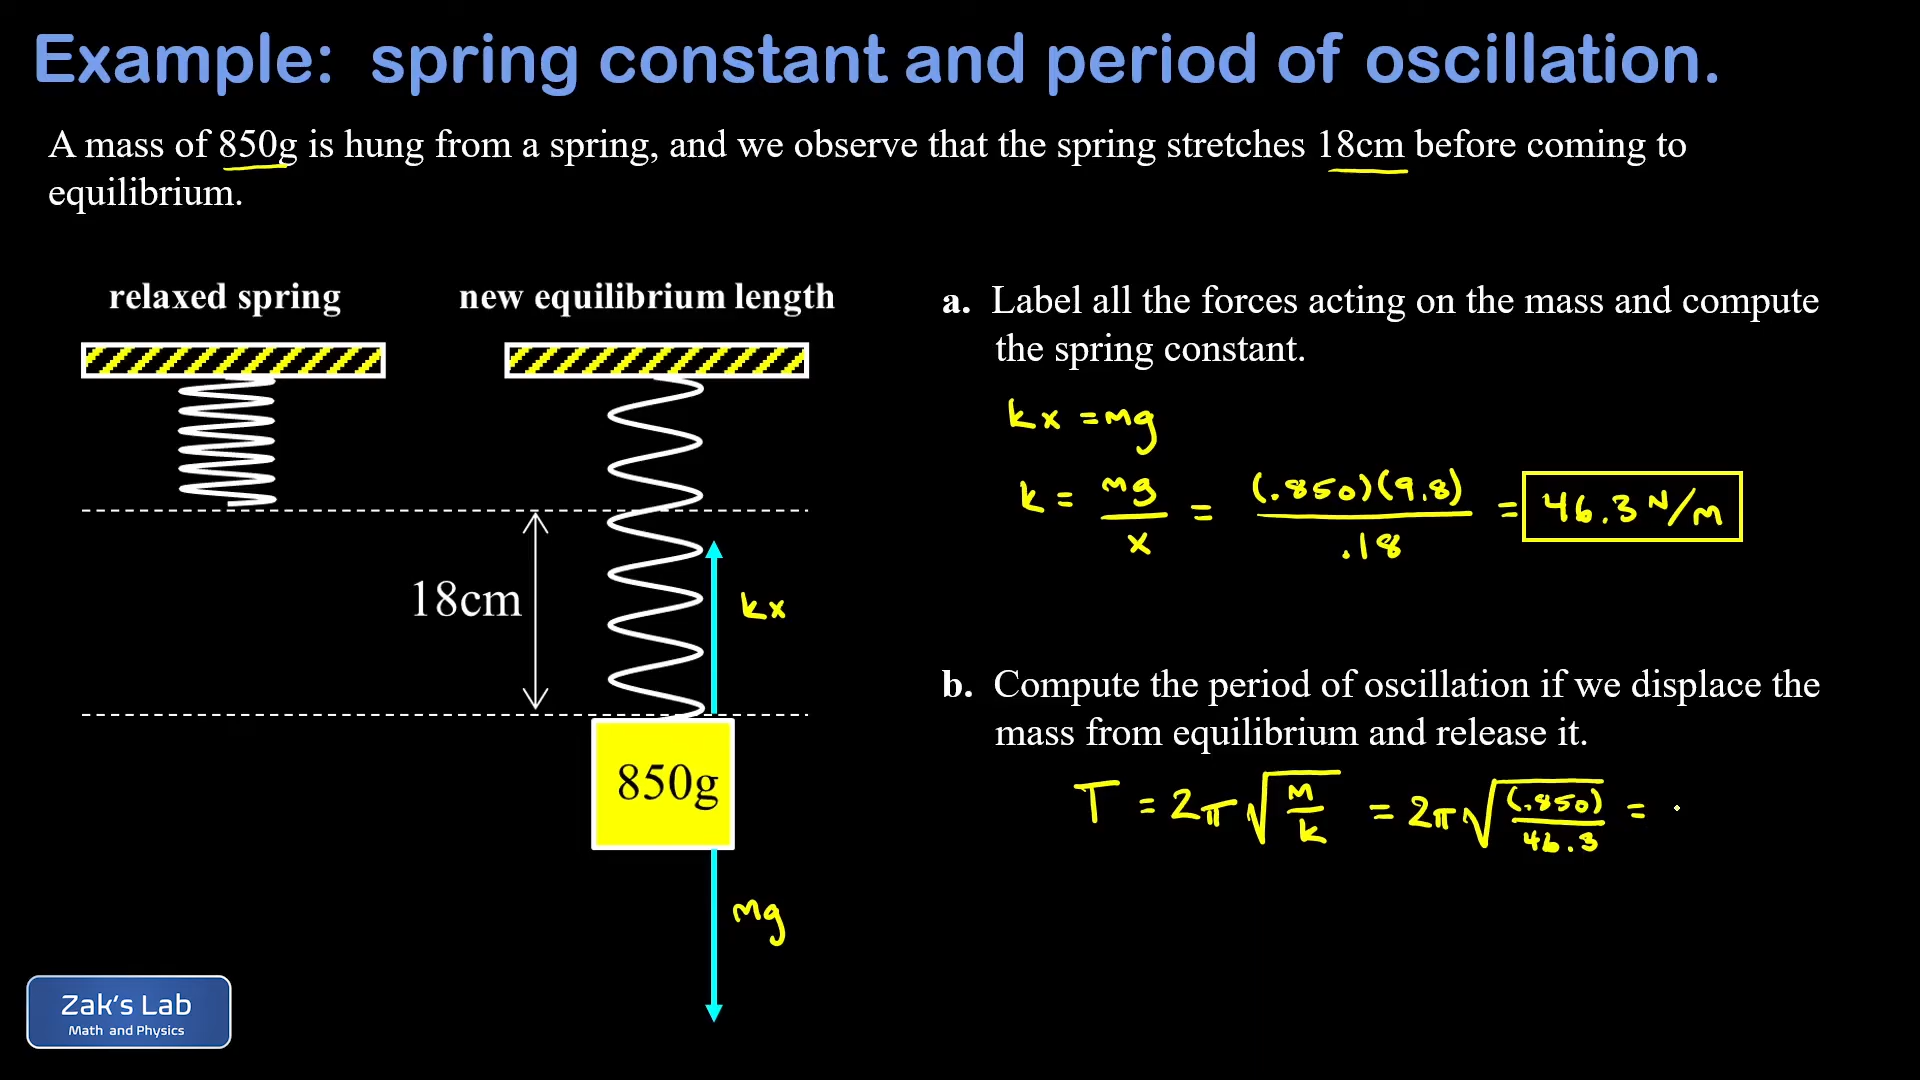 Example: spring constant and period of oscillation.
A mass of 850g is hung from a spring, and we observe that the spring stretches 18cm before coming to
equilibrium.
relaxed spring
new equilibrium length
18cm
kx
850g
mg
a. Label all the forces acting on the mass and compute
the spring constant.
kx = mg
k = mg/x = (.850)(9.8)/.18 = 46.3 N/m
b. Compute the period of oscillation if we displace the
mass from equilibrium and release it.
T = 2π√(m/k) = 2π√((.850)/46.3) =
Zak's Lab
Math and Physics